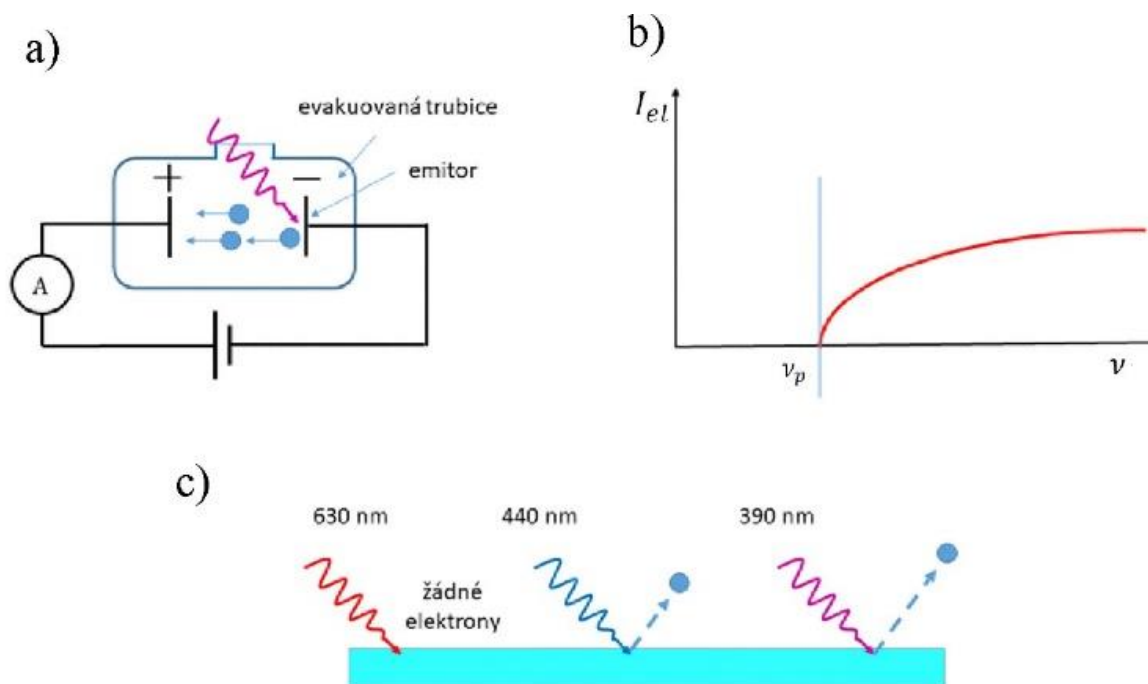 a)
evakuovaná trubice
emitor
+
−
A
b)
I_el
ν_p
ν
c)
630 nm
440 nm
390 nm
žádné
elektrony